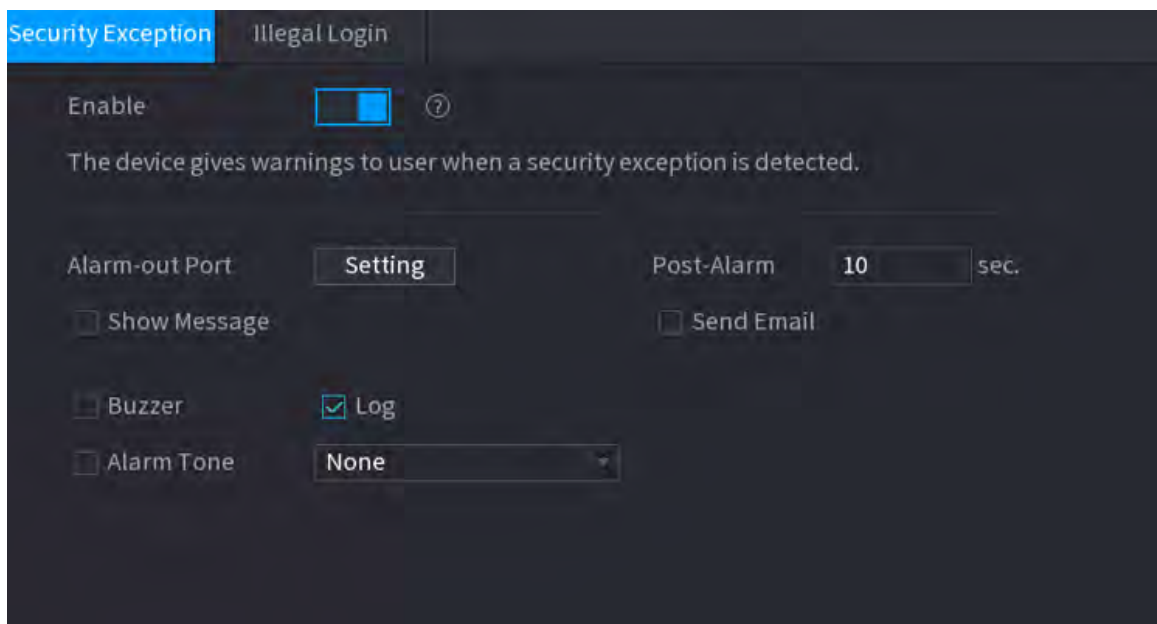 Security Exception Illegal Login
Enable ?
The device gives warnings to user when a security exception is detected.
Alarm-out Port Setting Post-Alarm 10 sec.
Show Message Send Email
Buzzer Log
Alarm Tone None